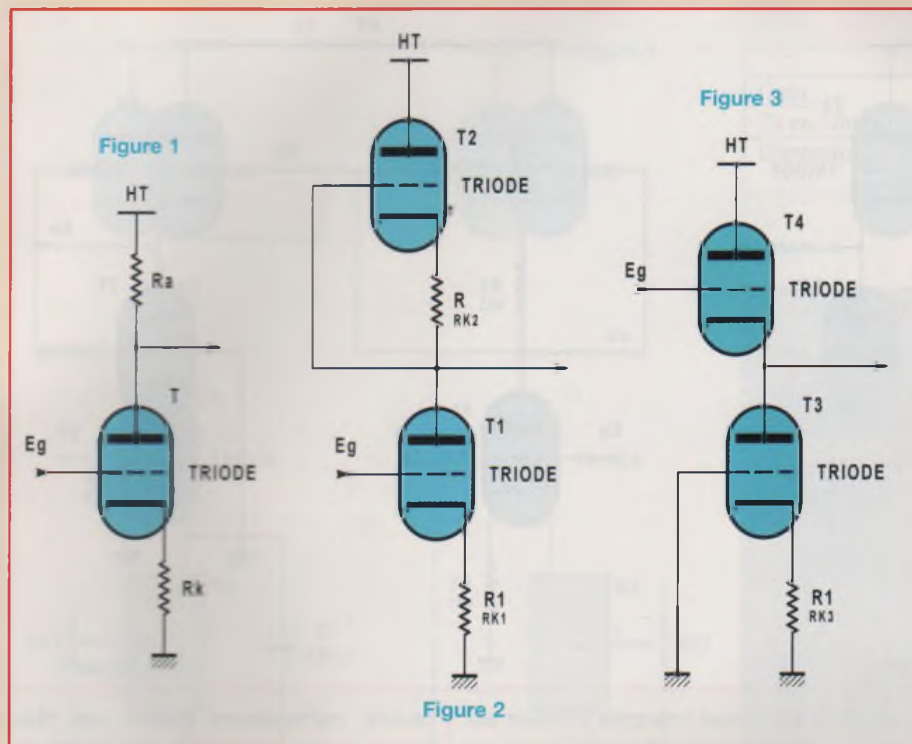 Figure 1
HT
Ra
T
Eg
TRIODE
Rk
HT
T2
TRIODE
R
RK2
T1
Eg
TRIODE
R1
RK1
Figure 2
Figure 3
HT
T4
Eg
TRIODE
T3
TRIODE
R1
RK3